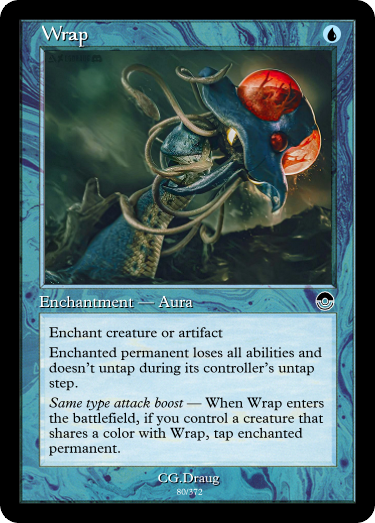 Wrap
Enchantment — Aura
Enchant creature or artifact
Enchanted permanent loses all abilities and
doesn't untap during its controller's untap
step.
Same type attack boost — When Wrap enters
the battlefield, if you control a creature that
shares a color with Wrap, tap enchanted
permanent.
CG.Draug
80/372